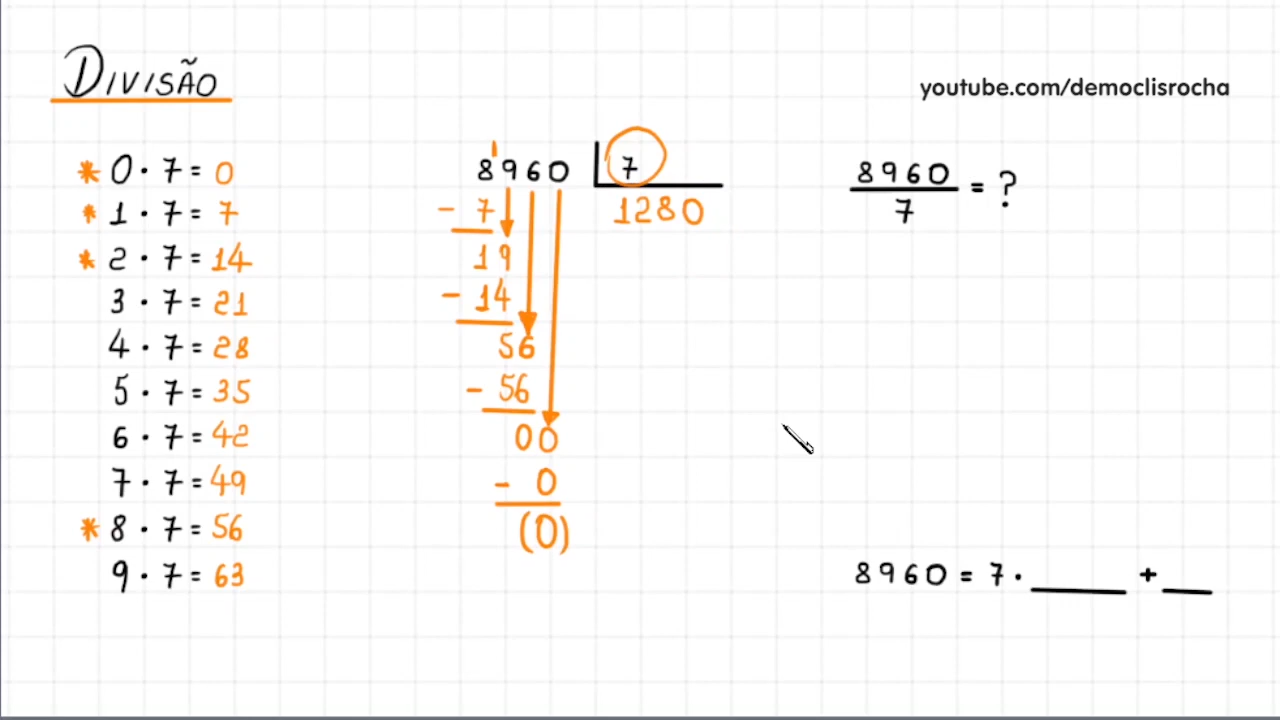 DIVISÃO
youtube.com/democlisrocha
* 0 · 7 = 0
* 1 · 7 = 7
* 2 · 7 = 14
3 · 7 = 21
4 · 7 = 28
5 · 7 = 35
6 · 7 = 42
7 · 7 = 49
* 8 · 7 = 56
9 · 7 = 63
8960 7
- 7 1280
19
- 14
56
- 56
00
- 0
(0)
8960
7
= ?
8960 = 7 · ____ + __